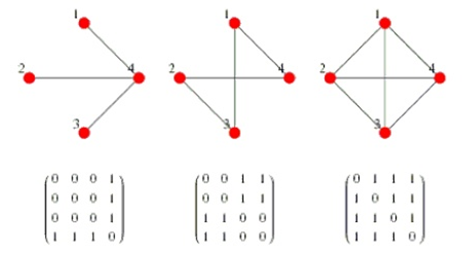 1 1 1
2 4 2 4 2 4
3 3 3
0 0 0 1 0 0 1 1 0 1 1 1
0 0 0 1 0 0 1 1 1 0 1 1
0 0 0 1 1 1 0 0 1 1 0 1
1 1 1 0 1 1 0 0 1 1 1 0